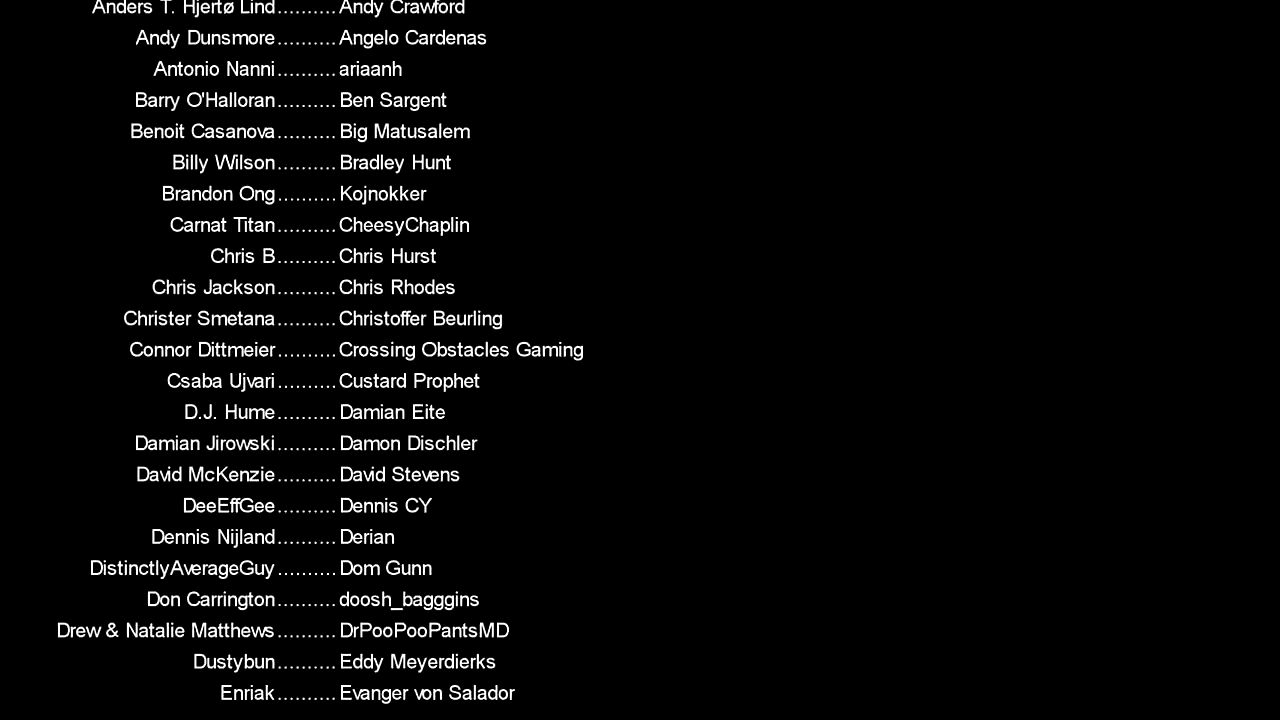 Anders T. Hjertø Lind.......... Andy Crawford
Andy Dunsmore.......... Angelo Cardenas
Antonio Nanni.......... ariaanh
Barry O'Halloran.......... Ben Sargent
Benoit Casanova.......... Big Matusalem
Billy Wilson.......... Bradley Hunt
Brandon Ong.......... Kojnokker
Carnat Titan.......... CheesyChaplin
Chris B.......... Chris Hurst
Chris Jackson.......... Chris Rhodes
Christer Smetana.......... Christoffer Beurling
Connor Dittmeier.......... Crossing Obstacles Gaming
Csaba Ujvari.......... Custard Prophet
D.J. Hume.......... Damian Eite
Damian Jirowski.......... Damon Dischler
David McKenzie.......... David Stevens
DeeEffGee.......... Dennis CY
Dennis Nijland.......... Derian
DistinctlyAverageGuy.......... Dom Gunn
Don Carrington.......... doosh_bagggins
Drew & Natalie Matthews.......... DrPooPooPantsMD
Dustybun.......... Eddy Meyerdierks
Enriak.......... Evanger von Salador